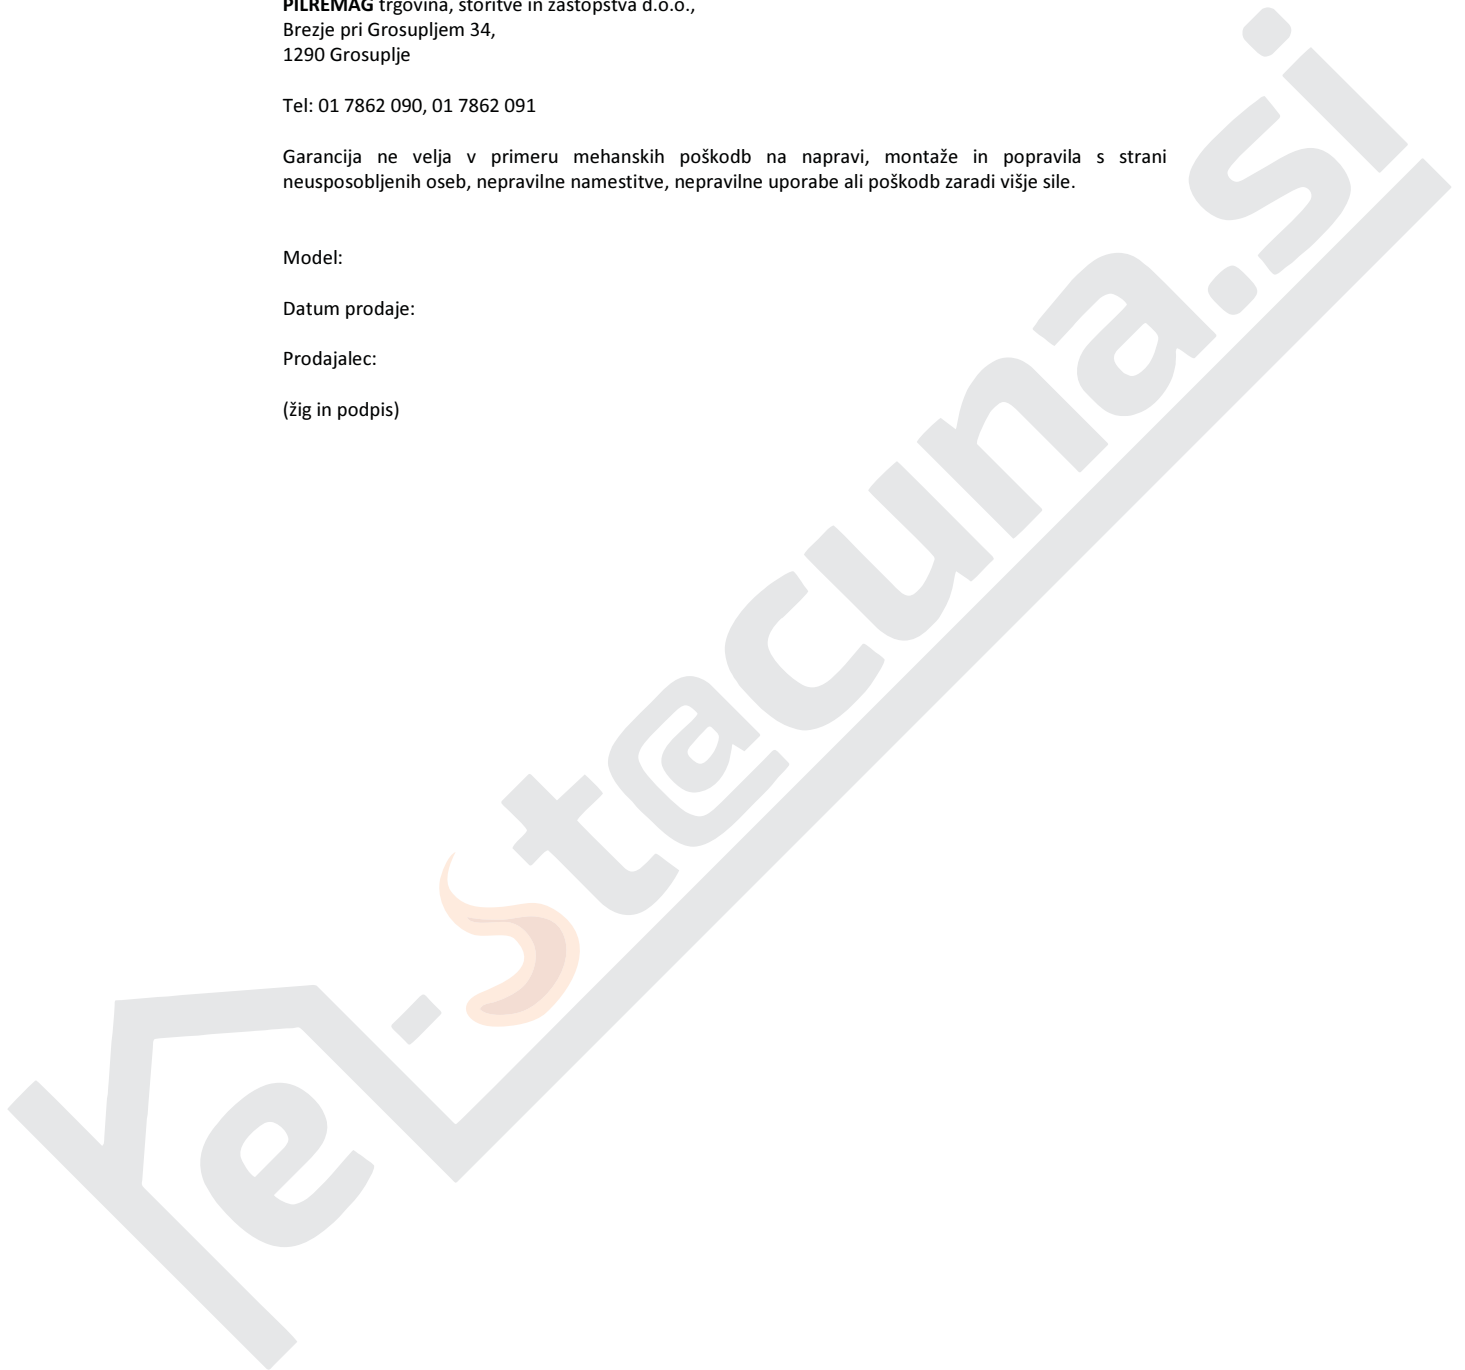 PILREMAG trgovina, storitve in zastopstva d.o.o.,
Brezje pri Grosupljem 34,
1290 Grosuplje
Tel: 01 7862 090, 01 7862 091
Garancija ne velja v primeru mehanskih poškodb na napravi, montaže in popravila s strani
neusposobljenih oseb, nepravilne namestitve, nepravilne uporabe ali poškodb zaradi višje sile.
Model:
Datum prodaje:
Prodajalec:
(žig in podpis)
e-st@cuna.si